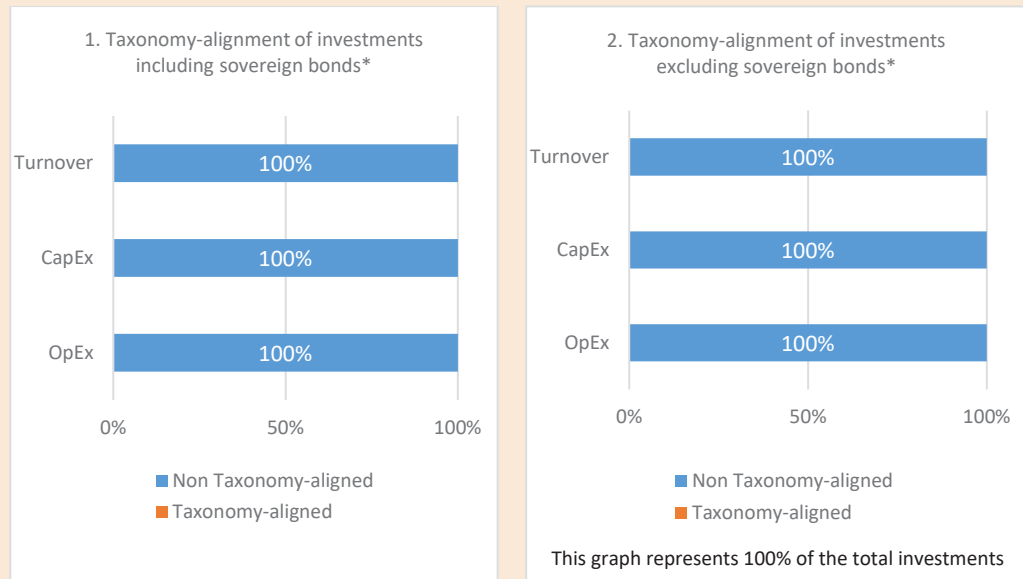 1. Taxonomy-alignment of investments
including sovereign bonds*
Turnover
100%
CapEx
100%
OpEx
100%
0%
50%
100%
Non Taxonomy-aligned
Taxonomy-aligned
2. Taxonomy-alignment of investments
excluding sovereign bonds*
Turnover
100%
CapEx
100%
OpEx
100%
0%
50%
100%
Non Taxonomy-aligned
Taxonomy-aligned
This graph represents 100% of the total investments